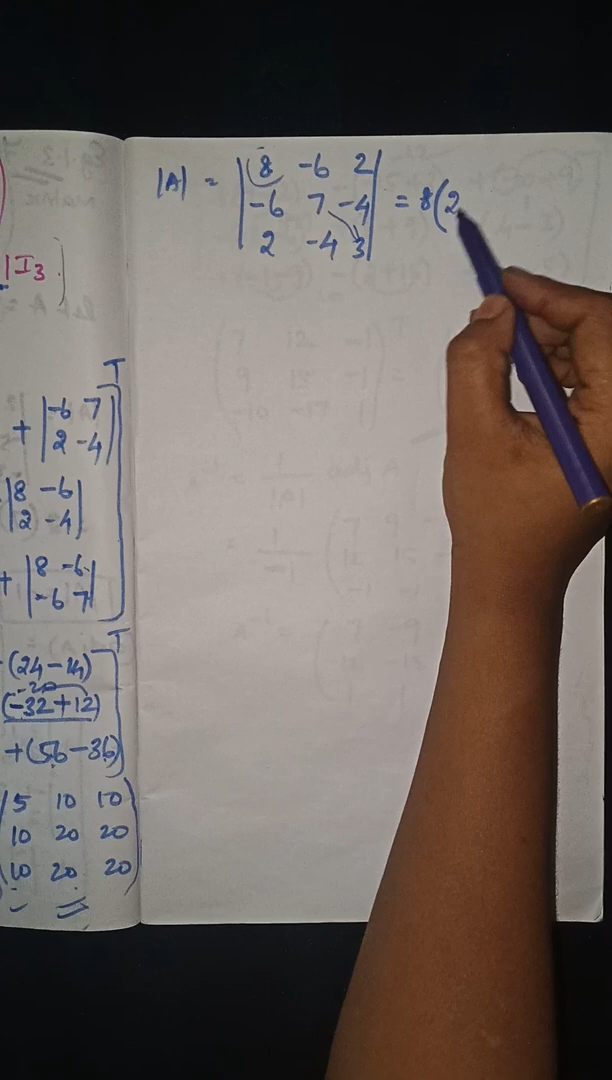 |A| = | 8 -6 2 |
| -6 7 -4 | = 8(2
| 2 -4 3 |
|I3
T
+ | -6 7 |
| 2 -4 |
| 8 -6 |
| 2 -4 |
+ | 8 -6 |
| -6 7 |
T
(24-14)
-20
(-32+12)
+(56-36)
5 10 10
10 20 20
10 20 20